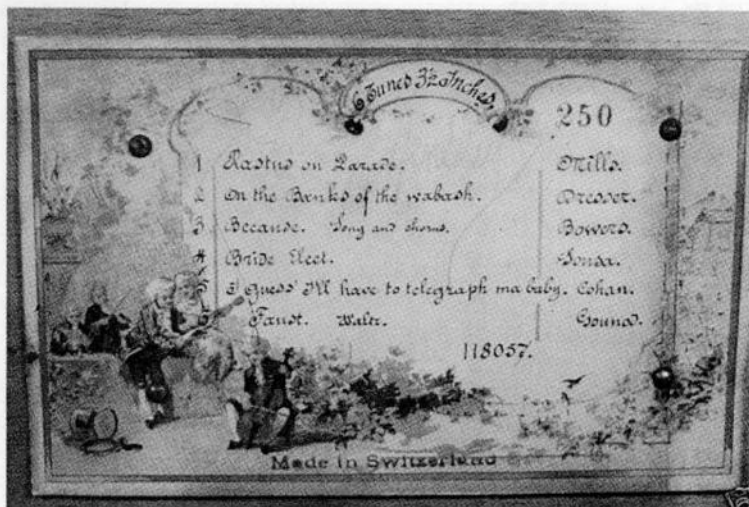 6 Tunes 3½ Inches.
250
1 Rastus on Parade. Mills.
2 On the Banks of the wabash. Dresser.
3 Because. Song and chorus. Bowers.
4 Bride Elect. Sousa.
5 I Guess I'll have to telegraph ma baby. Cohan.
6 Faust. Waltz. Gounod.
118057.
Made in Switzerland